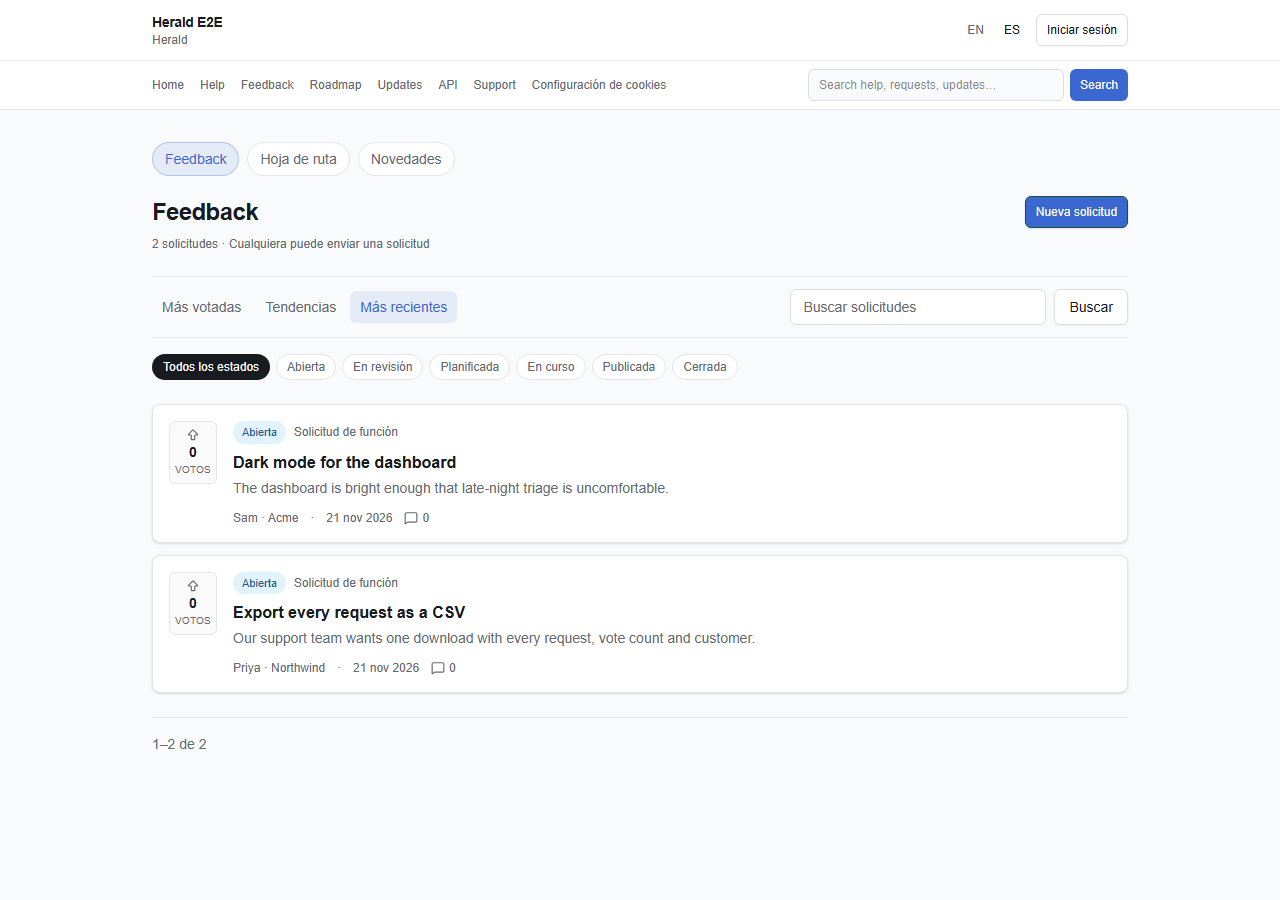 Herald E2E
Herald
EN ES Iniciar sesión
Home Help Feedback Roadmap Updates API Support Configuración de cookies Search help, requests, updates… Search
Feedback Hoja de ruta Novedades
Feedback
Nueva solicitud
2 solicitudes · Cualquiera puede enviar una solicitud
Más votadas Tendencias Más recientes Buscar solicitudes Buscar
Todos los estados Abierta En revisión Planificada En curso Publicada Cerrada
0
VOTOS
Abierta Solicitud de función
Dark mode for the dashboard
The dashboard is bright enough that late-night triage is uncomfortable.
Sam · Acme · 21 nov 2026 0
0
VOTOS
Abierta Solicitud de función
Export every request as a CSV
Our support team wants one download with every request, vote count and customer.
Priya · Northwind · 21 nov 2026 0
1–2 de 2